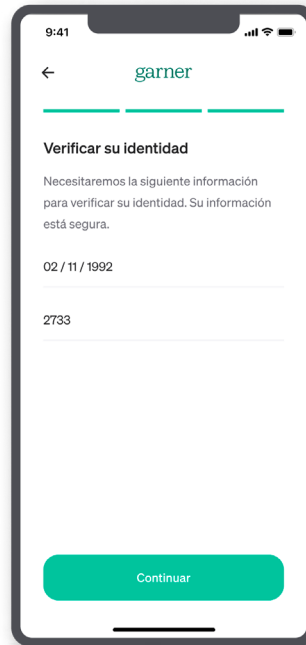 9:41
garner
Verificar su identidad
Necesitaremos la siguiente información
para verificar su identidad. Su información
está segura.
02 / 11 / 1992
2733
Continuar